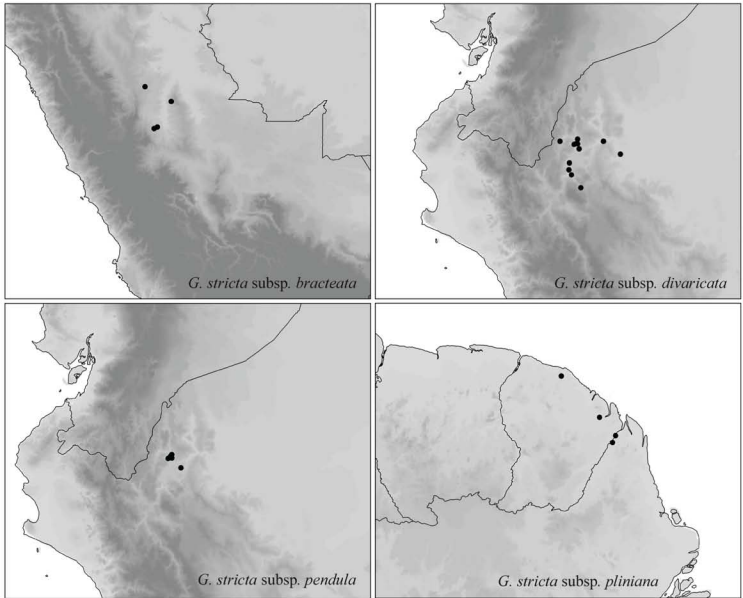 G. stricta subsp. bracteata
G. stricta subsp. divaricata
G. stricta subsp. pendula
G. stricta subsp. pliniana